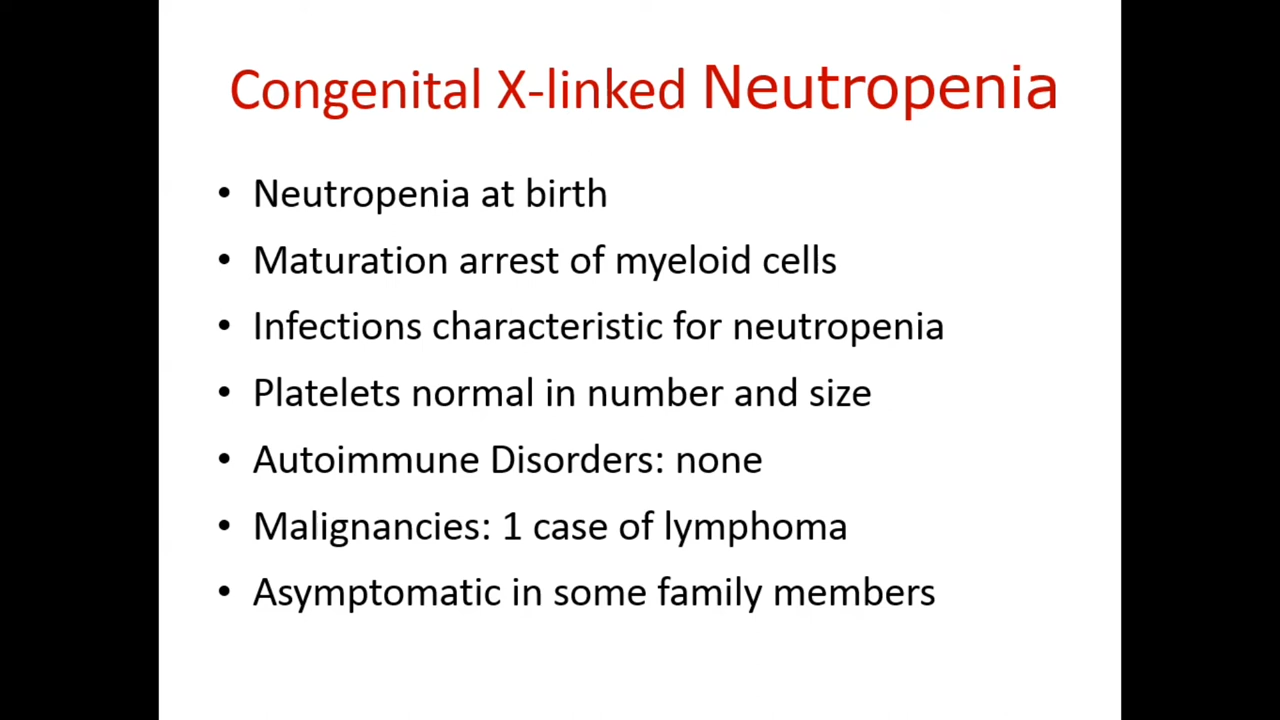 Congenital X-linked Neutropenia
• Neutropenia at birth
• Maturation arrest of myeloid cells
• Infections characteristic for neutropenia
• Platelets normal in number and size
• Autoimmune Disorders: none
• Malignancies: 1 case of lymphoma
• Asymptomatic in some family members